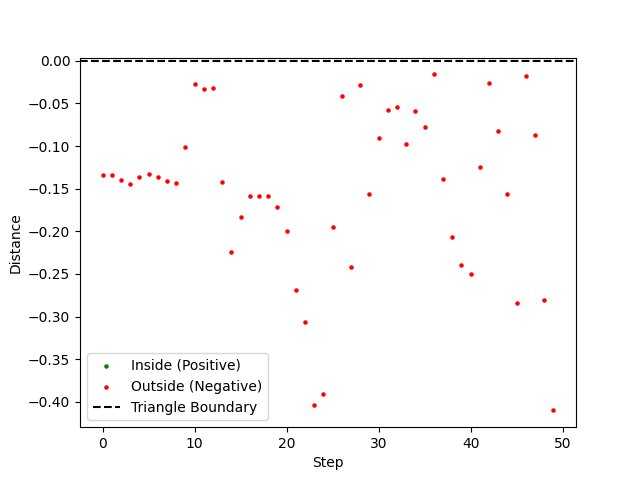 0.00
−0.05
−0.10
−0.15
−0.20
−0.25
−0.30
−0.35
−0.40
Distance
Inside (Positive)
Outside (Negative)
Triangle Boundary
0 10 20 30 40 50
Step